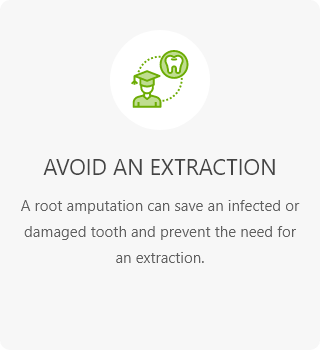 AVOID AN EXTRACTION
A root amputation can save an infected or
damaged tooth and prevent the need for
an extraction.